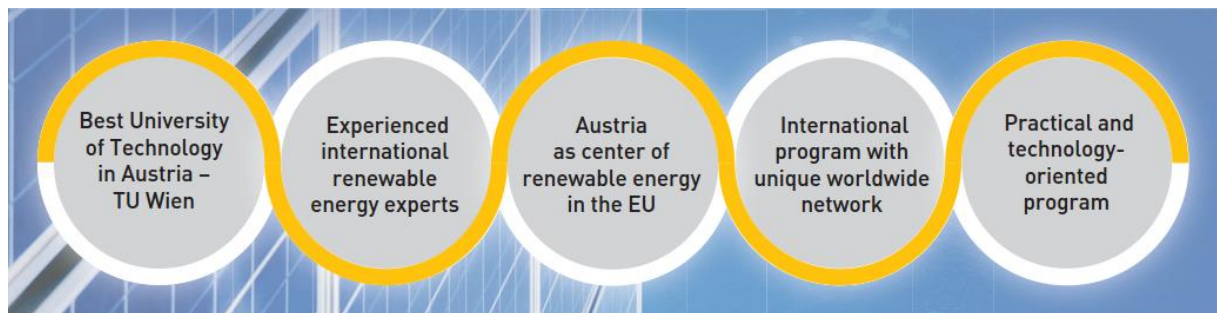 Best University
of Technology
in Austria –
TU Wien
Experienced
international
renewable
energy experts
Austria
as center of
renewable energy
in the EU
International
program with
unique worldwide
network
Practical and
technology-
oriented
program